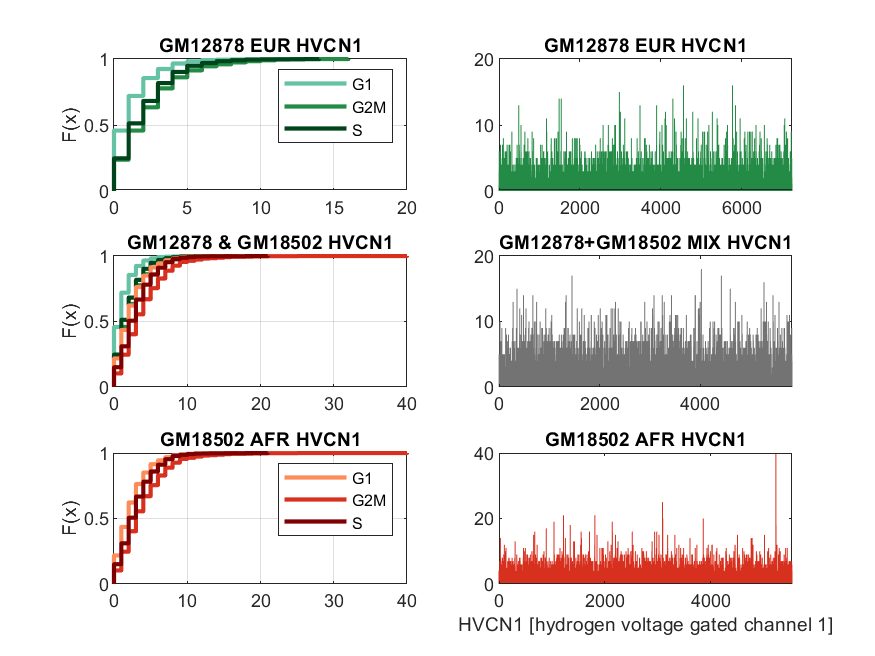 GM12878 EUR HVCN1
1
0.5
0
F(x)
0 5 10 15 20
G1
G2M
S
GM12878 EUR HVCN1
20
10
0
0 2000 4000 6000
GM12878 & GM18502 HVCN1
1
0.5
0
F(x)
0 10 20 30 40
GM12878+GM18502 MIX HVCN1
20
10
0
0 2000 4000
GM18502 AFR HVCN1
1
0.5
0
F(x)
0 10 20 30 40
G1
G2M
S
GM18502 AFR HVCN1
40
20
0
0 2000 4000
HVCN1 [hydrogen voltage gated channel 1]